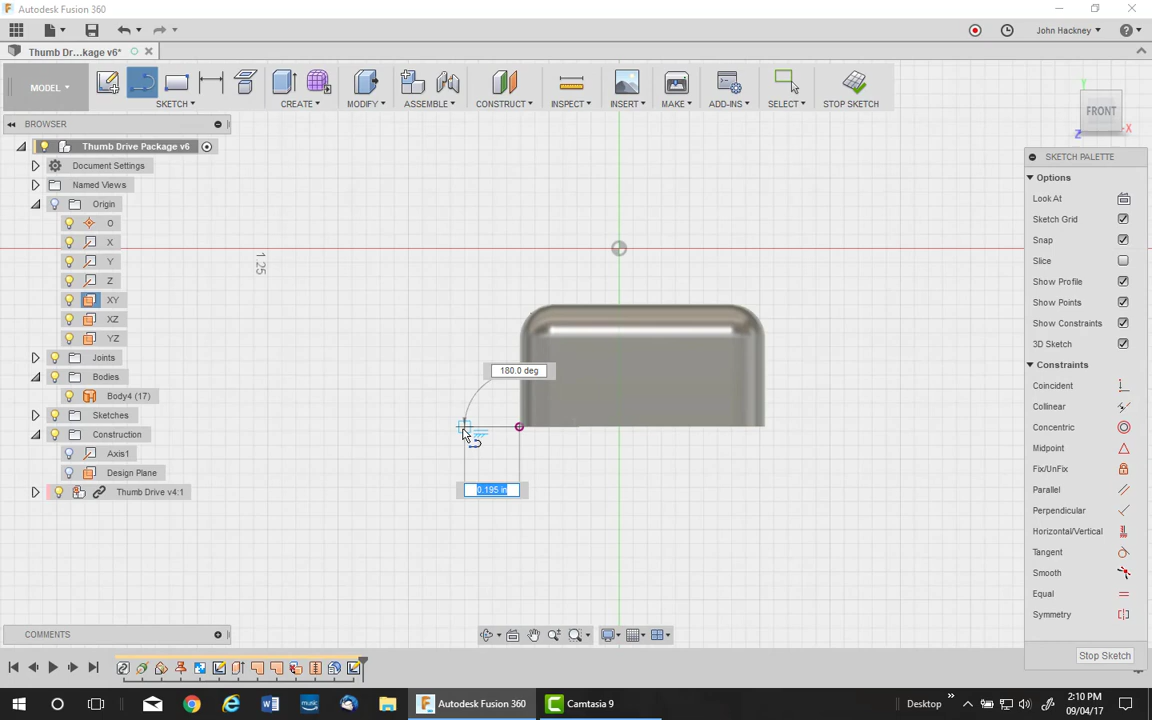 Autodesk Fusion 360
John Hackney
Thumb Dr...kage v6*
MODEL
SKETCH
CREATE
MODIFY
ASSEMBLE
CONSTRUCT
INSPECT
INSERT
MAKE
ADD-INS
SELECT
STOP SKETCH
BROWSER
Thumb Drive Package v6
Document Settings
Named Views
Origin
O
X
Y
Z
XY
XZ
YZ
Joints
Bodies
Body4 (17)
Sketches
Construction
Axis1
Design Plane
Thumb Drive v4:1
1.25
180.0 deg
0.195 in
Y
FRONT
X
Z
SKETCH PALETTE
Options
Look At
Sketch Grid
Snap
Slice
Show Profile
Show Points
Show Constraints
3D Sketch
Constraints
Coincident
Collinear
Concentric
Midpoint
Fix/UnFix
Parallel
Perpendicular
Horizontal/Vertical
Tangent
Smooth
Equal
Symmetry
Stop Sketch
COMMENTS
Autodesk Fusion 360
Camtasia 9
Desktop
2:10 PM
09/04/17